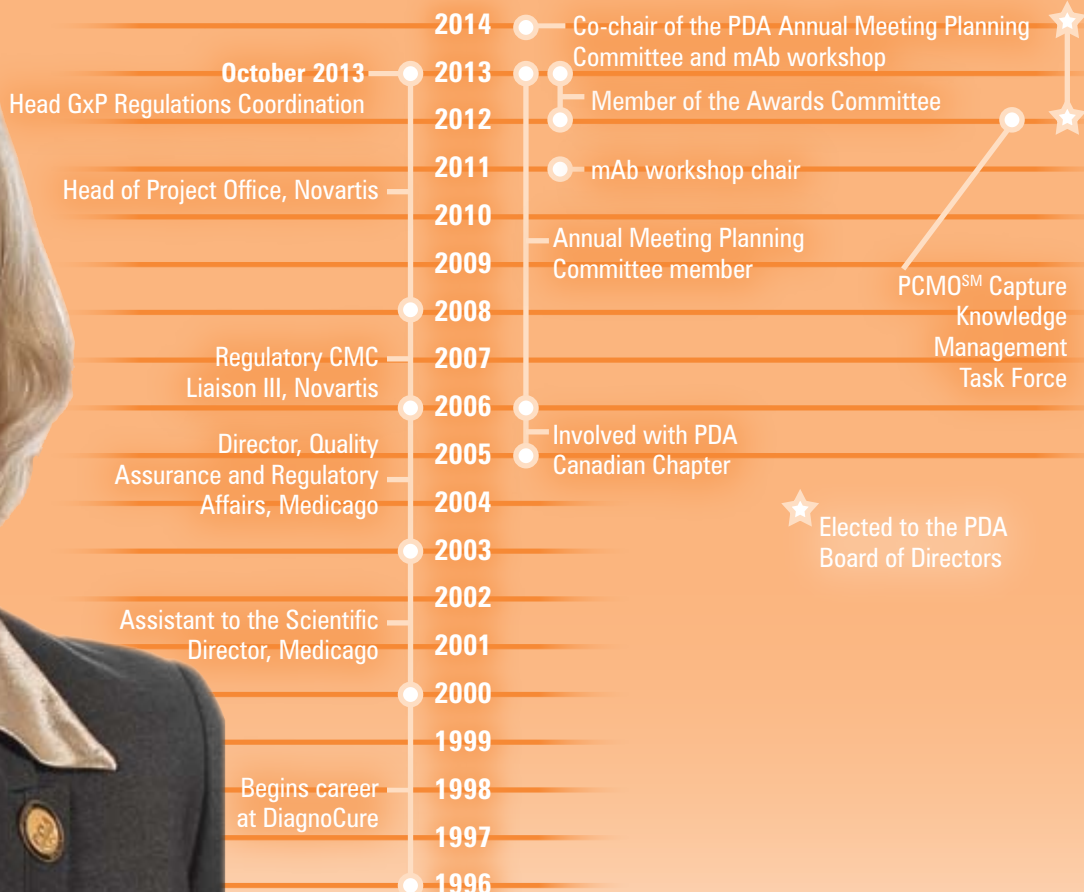 2014
Co-chair of the PDA Annual Meeting Planning
Committee and mAb workshop
October 2013
Head GxP Regulations Coordination
2013
Member of the Awards Committee
2012
2011
mAb workshop chair
Head of Project Office, Novartis
2010
Annual Meeting Planning
Committee member
2009
PCMO℠ Capture
Knowledge
Management
Task Force
2008
Regulatory CMC
Liaison III, Novartis
2007
2006
Involved with PDA
Canadian Chapter
Director, Quality
Assurance and Regulatory
Affairs, Medicago
2005
2004
Elected to the PDA
Board of Directors
2003
2002
Assistant to the Scientific
Director, Medicago
2001
2000
1999
Begins career
at DiagnoCure
1998
1997
1996